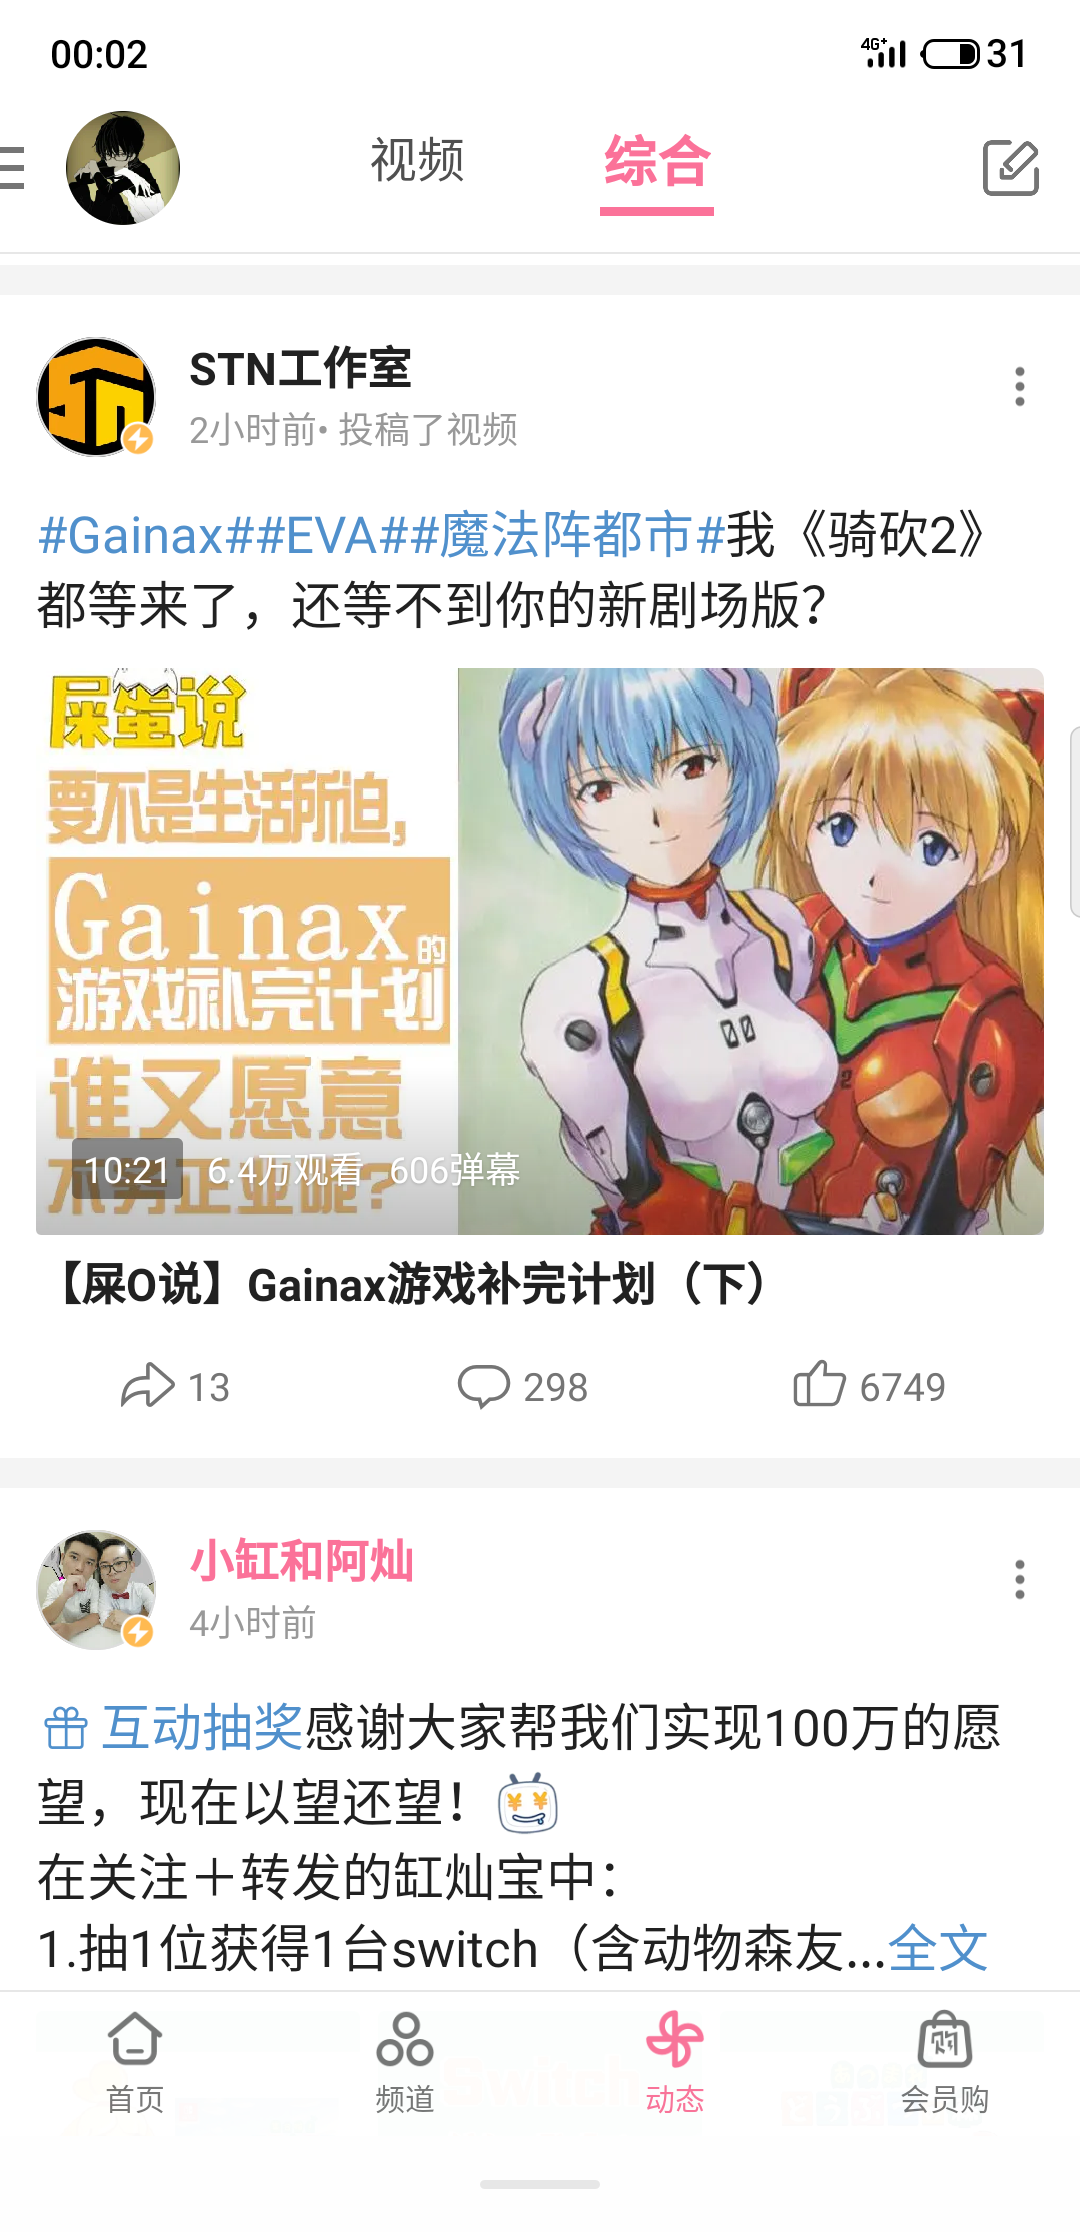 00:02
4G+
31
视频
综合
STN工作室
2小时前• 投稿了视频
#Gainax##EVA##魔法阵都市#我《骑砍2》
都等来了，还等不到你的新剧场版？
屎蛋说
要不是生活所迫，
Gainax的
游戏补完计划
谁又愿意
不务正业呢？
00
2
10:21
6.4万观看
606弹幕
【屎O说】Gainax游戏补完计划（下）
13
298
6749
小缸和阿灿
4小时前
互动抽奖感谢大家帮我们实现100万的愿
望，现在以望还望！
在关注＋转发的缸灿宝中：
1.抽1位获得1台switch（含动物森友...全文
购
首页
频道
动态
会员购